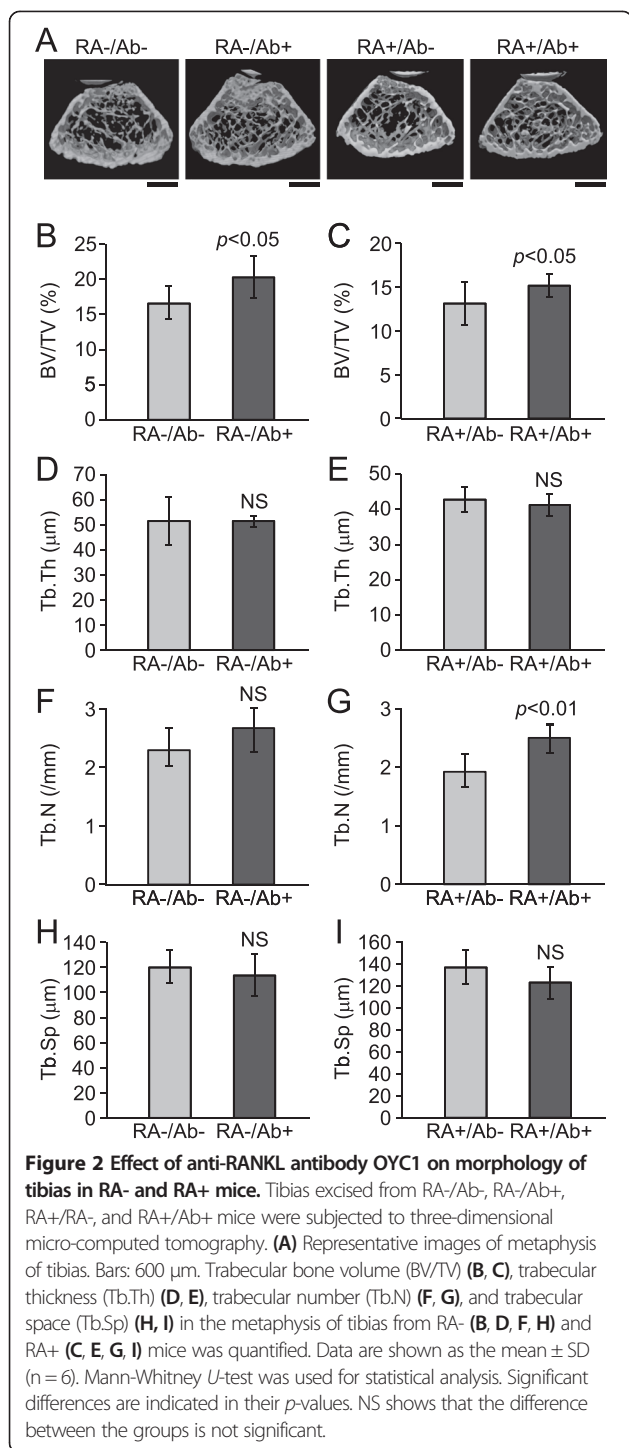 A
RA-/Ab- RA-/Ab+ RA+/Ab- RA+/Ab+
B
BV/TV (%)
25
20
15
10
5
0
p<0.05
RA-/Ab- RA-/Ab+
C
BV/TV (%)
20
15
10
5
0
p<0.05
RA+/Ab- RA+/Ab+
D
Tb.Th (µm)
70
60
50
40
30
20
10
0
NS
RA-/Ab- RA-/Ab+
E
Tb.Th (µm)
50
40
30
20
10
0
NS
RA+/Ab- RA+/Ab+
F
Tb.N (/mm)
3
2
1
0
NS
RA-/Ab- RA-/Ab+
G
Tb.N (/mm)
3
2
1
0
p<0.01
RA+/Ab- RA+/Ab+
H
Tb.Sp (µm)
140
120
100
80
60
40
20
0
NS
RA-/Ab- RA-/Ab+
I
Tb.Sp (µm)
160
140
120
100
80
60
40
20
0
NS
RA+/Ab- RA+/Ab+
Figure 2 Effect of anti-RANKL antibody OYC1 on morphology of
tibias in RA- and RA+ mice. Tibias excised from RA-/Ab-, RA-/Ab+,
RA+/RA-, and RA+/Ab+ mice were subjected to three-dimensional
micro-computed tomography. (A) Representative images of metaphysis
of tibias. Bars: 600 µm. Trabecular bone volume (BV/TV) (B, C), trabecular
thickness (Tb.Th) (D, E), trabecular number (Tb.N) (F, G), and trabecular
space (Tb.Sp) (H, I) in the metaphysis of tibias from RA- (B, D, F, H) and
RA+ (C, E, G, I) mice was quantified. Data are shown as the mean ± SD
(n = 6). Mann-Whitney U-test was used for statistical analysis. Significant
differences are indicated in their p-values. NS shows that the difference
between the groups is not significant.